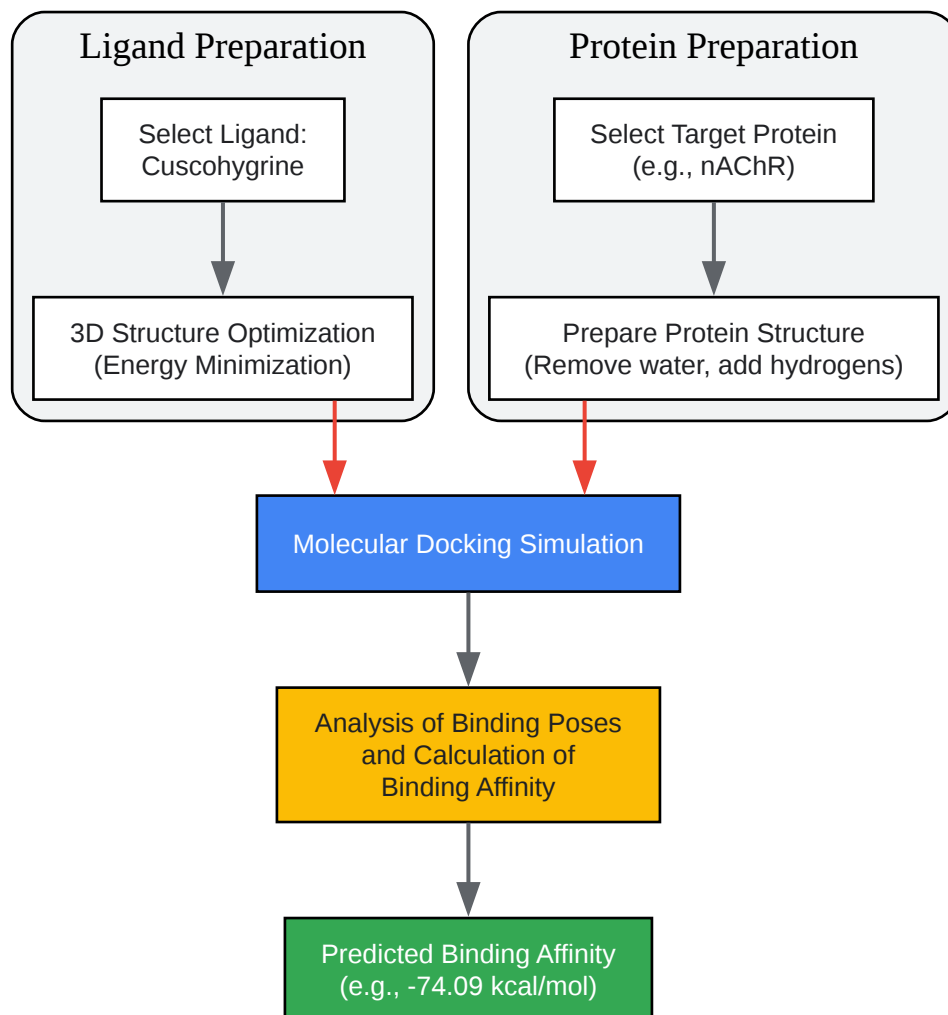 Ligand Preparation
Select Ligand:
Cuscohygrine
3D Structure Optimization
(Energy Minimization)
Protein Preparation
Select Target Protein
(e.g., nAChR)
Prepare Protein Structure
(Remove water, add hydrogens)
Molecular Docking Simulation
Analysis of Binding Poses
and Calculation of
Binding Affinity
Predicted Binding Affinity
(e.g., -74.09 kcal/mol)